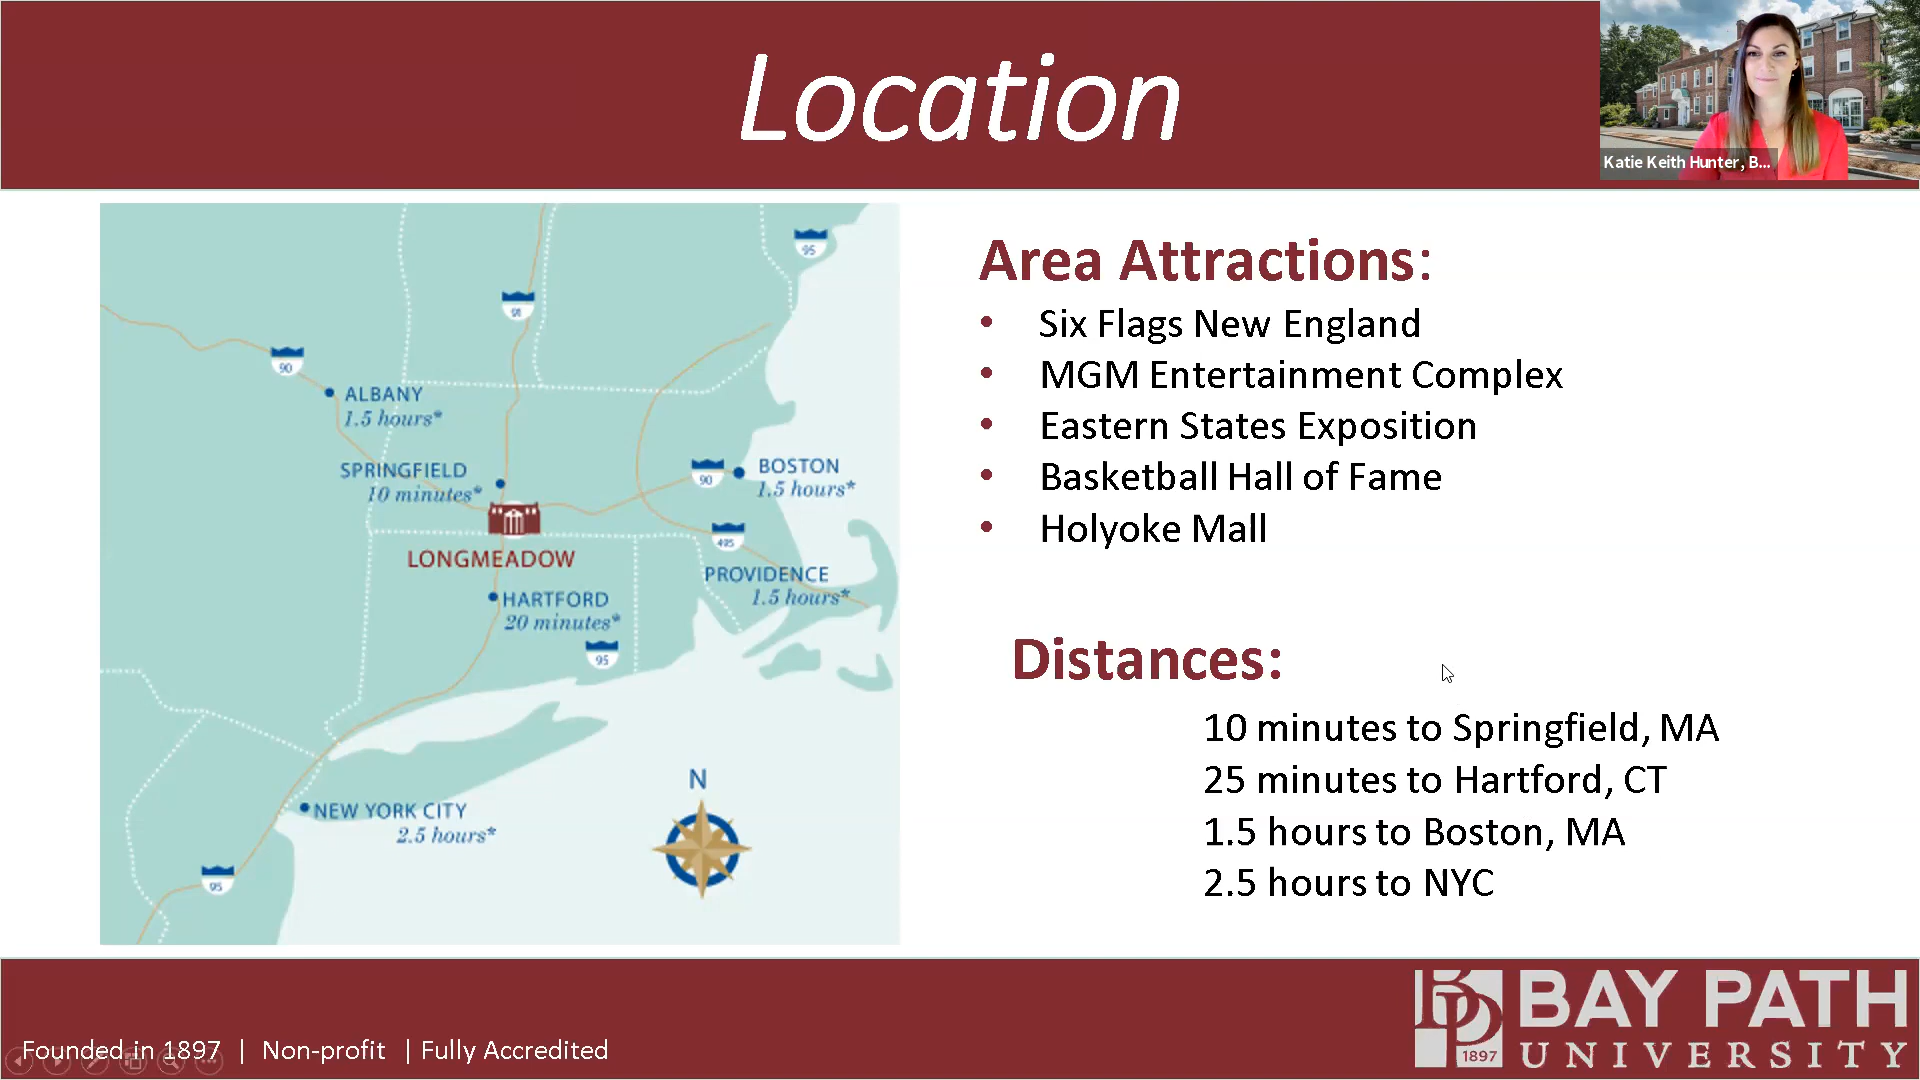 Location
Katie Keith Hunter, B...
95
91
90
ALBANY
1.5 hours*
SPRINGFIELD
10 minutes*
90
BOSTON
1.5 hours*
495
LONGMEADOW
PROVIDENCE
1.5 hours*
HARTFORD
20 minutes*
95
N
NEW YORK CITY
2.5 hours*
95
Area Attractions:
• Six Flags New England
• MGM Entertainment Complex
• Eastern States Exposition
• Basketball Hall of Fame
• Holyoke Mall
Distances:
10 minutes to Springfield, MA
25 minutes to Hartford, CT
1.5 hours to Boston, MA
2.5 hours to NYC
Founded in 1897 | Non-profit | Fully Accredited
BP
1897
BAY PATH
UNIVERSITY